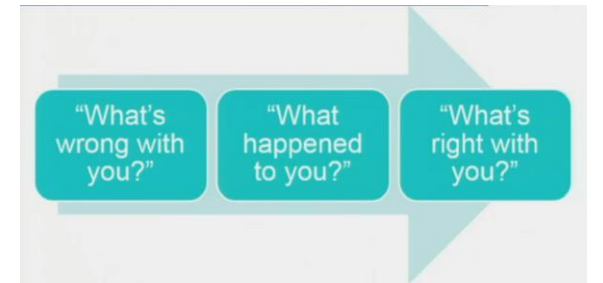 “What’s
wrong with
you?”
“What
happened
to you?”
“What’s
right with
you?”